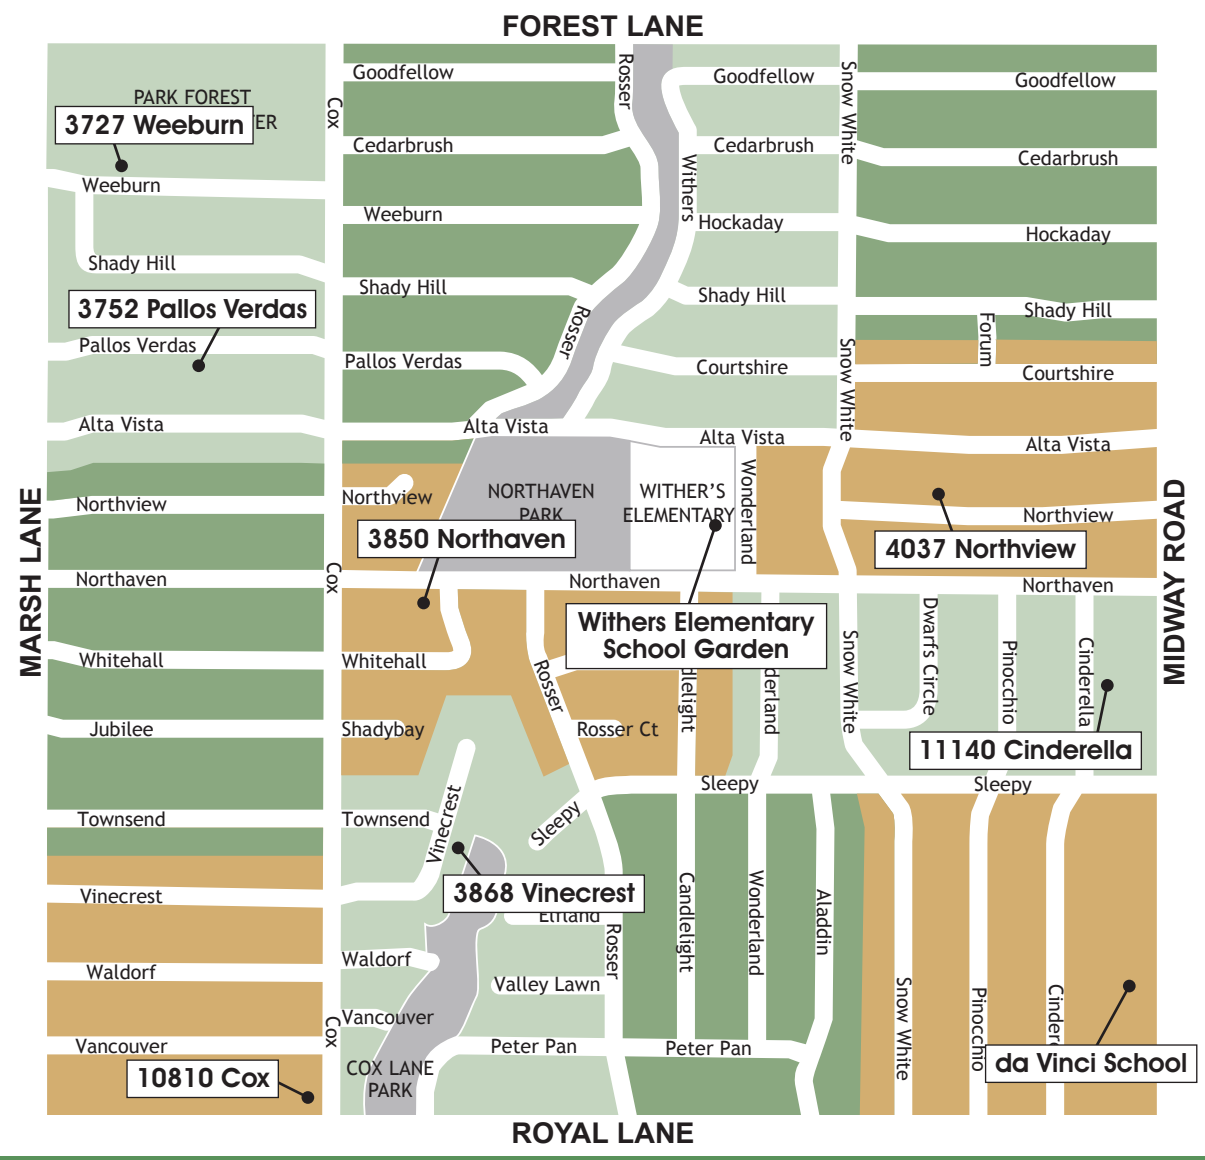 FOREST LANE
Goodfellow
Rosser
Goodfellow
Snow White
Goodfellow
PARK FOREST
3727 Weeburn
ER
Cox
Cedarbrush
Cedarbrush
Cedarbrush
Withers
Weeburn
Weeburn
Hockaday
Hockaday
Shady Hill
Shady Hill
Shady Hill
Shady Hill
3752 Pallos Verdas
Rosser
Forum
Pallos Verdas
Pallos Verdas
Courtshire
Snow White
Courtshire
Alta Vista
Alta Vista
Alta Vista
Alta Vista
MARSH LANE
MIDWAY ROAD
Northview
Northview
NORTHAVEN
PARK
WITHER'S
ELEMENTARY
Wonderland
Northview
3850 Northaven
4037 Northview
Northaven
Cox
Northaven
Northaven
Withers Elementary
School Garden
Dwarfs Circle
Pinocchio
Cinderella
Snow White
Whitehall
Whitehall
Rosser
dlelight
derland
Jubilee
Shadybay
Rosser Ct
11140 Cinderella
Sleepy
Sleepy
Townsend
Townsend
Vinecrest
Sleepy
3868 Vinecrest
Vinecrest
Elfland
Rosser
Candlelight
Wonderland
Aladdin
Waldorf
Waldorf
Valley Lawn
Snow White
Pinocchio
Cinder
Vancouver
Cox
Vancouver
Peter Pan
Peter Pan
da Vinci School
COX LANE
PARK
10810 Cox
ROYAL LANE